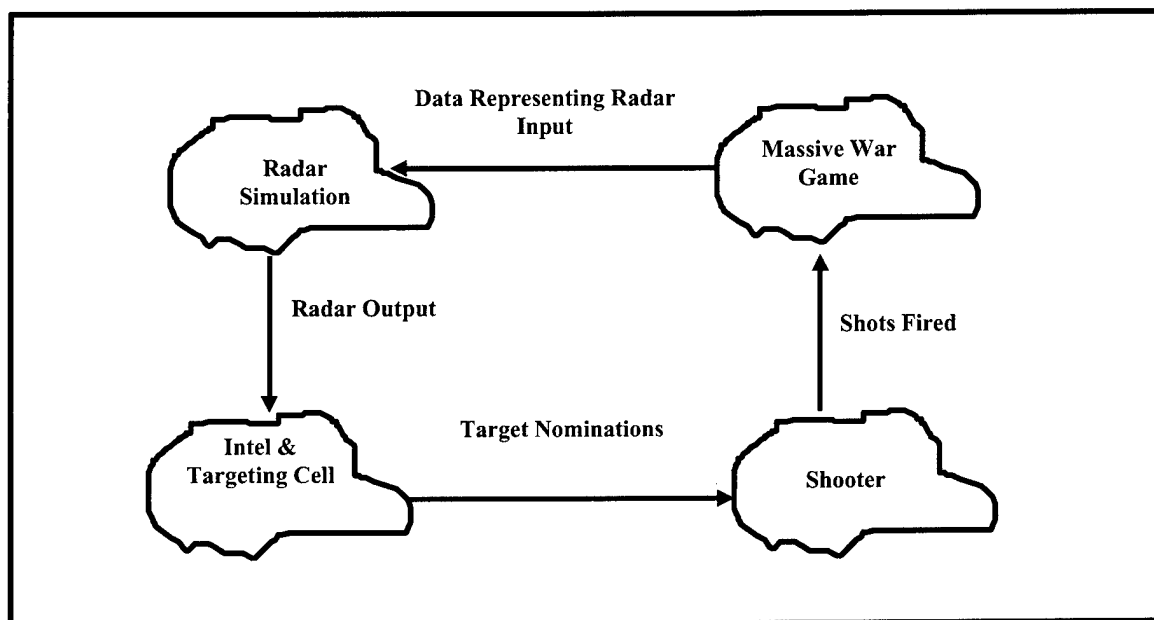 Data Representing Radar
Input
Radar
Simulation
Massive War
Game
Radar Output
Shots Fired
Intel &
Targeting Cell
Target Nominations
Shooter